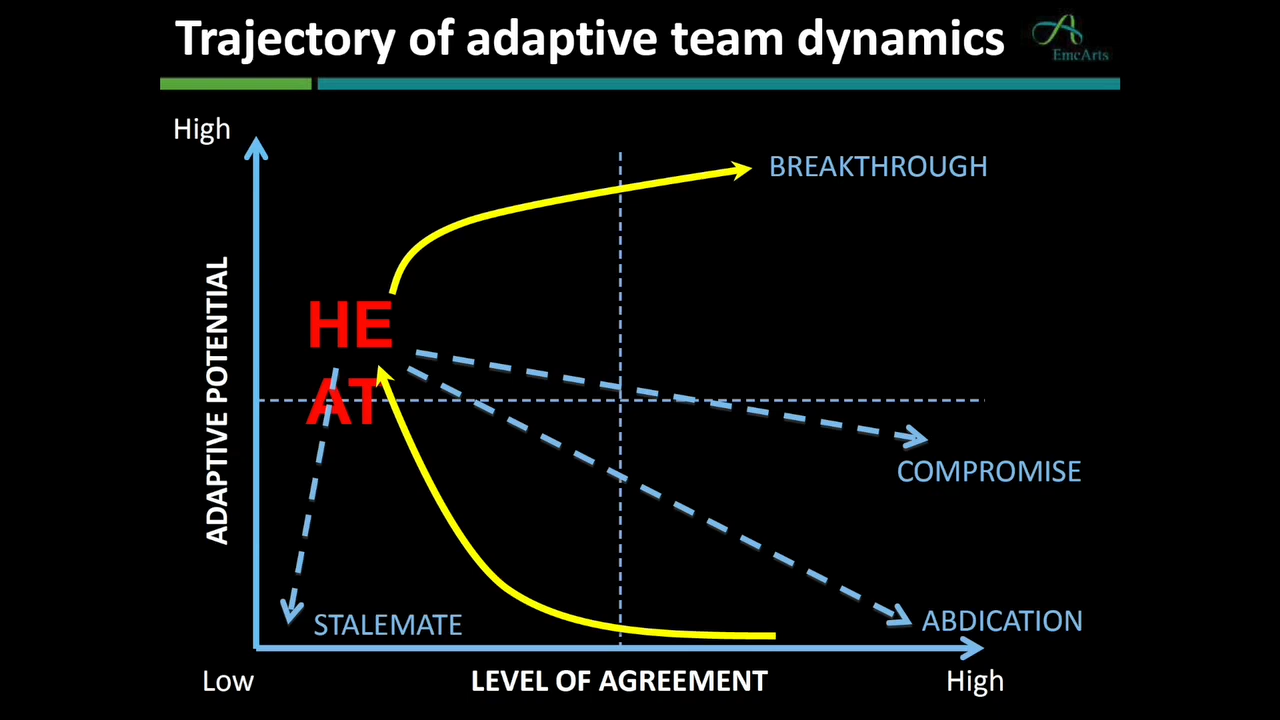 Trajectory of adaptive team dynamics
EmcArts
High
BREAKTHROUGH
HE
AT
ADAPTIVE POTENTIAL
COMPROMISE
STALEMATE
ABDICATION
Low
LEVEL OF AGREEMENT
High